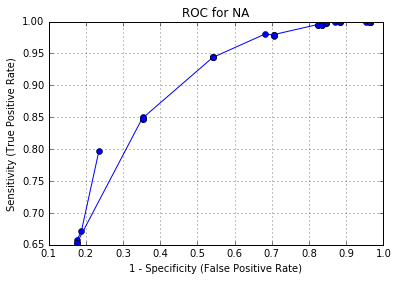 ROC for NA
Sensitivity (True Positive Rate)
1.00
0.95
0.90
0.85
0.80
0.75
0.70
0.65
0.1 0.2 0.3 0.4 0.5 0.6 0.7 0.8 0.9 1.0
1 - Specificity (False Positive Rate)